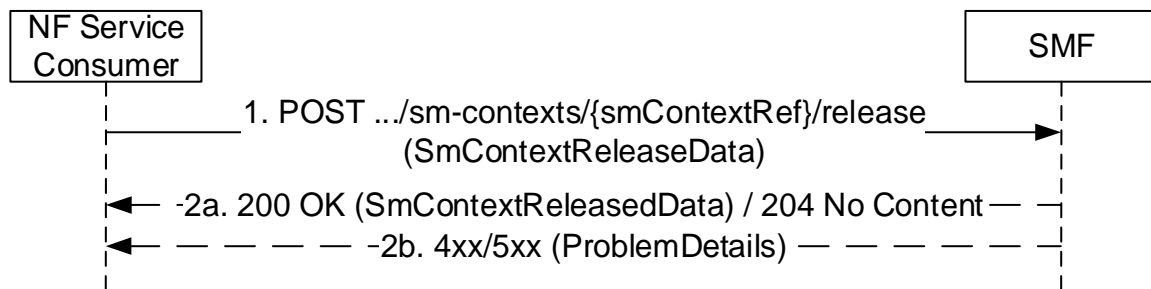 NF Service
Consumer
SMF
1. POST .../sm-contexts/{smContextRef}/release
(SmContextReleaseData)
2a. 200 OK (SmContextReleasedData) / 204 No Content
2b. 4xx/5xx (ProblemDetails)